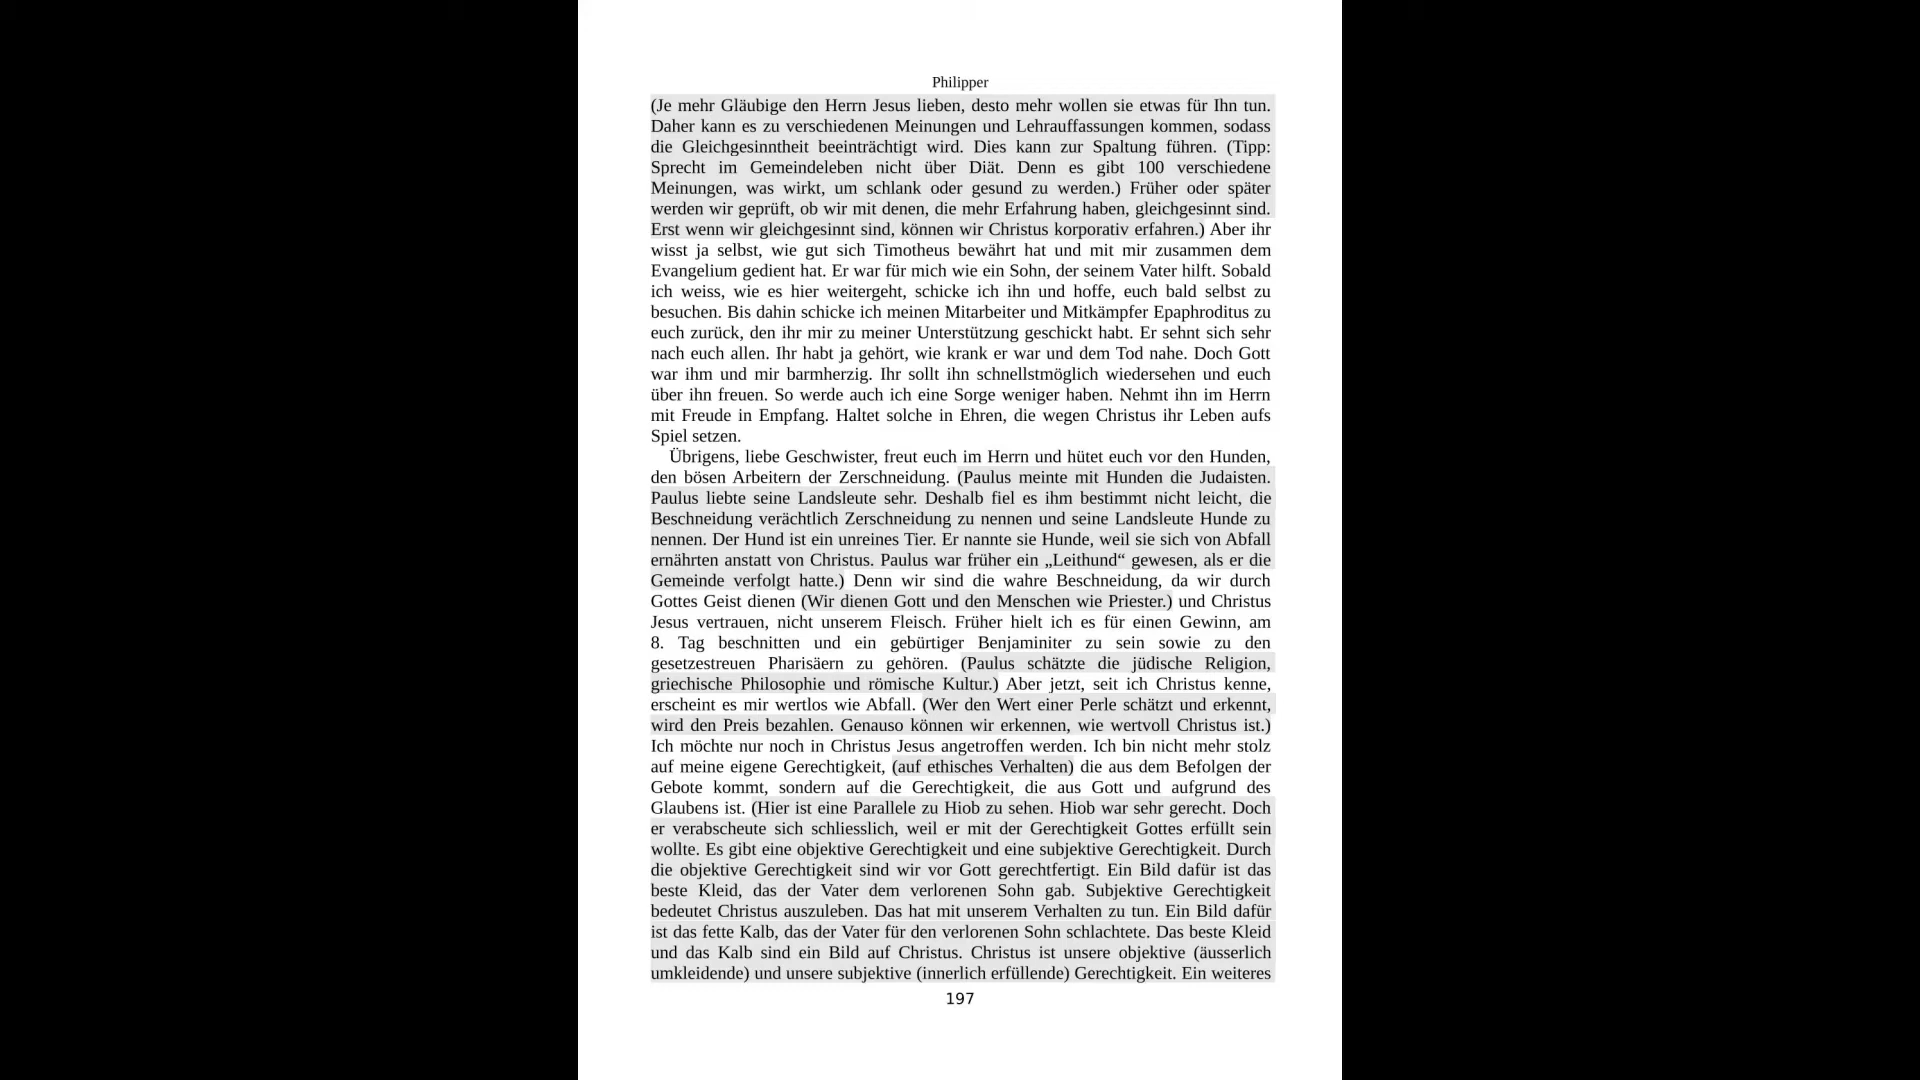 Philipper
(Je mehr Gläubige den Herrn Jesus lieben, desto mehr wollen sie etwas für Ihn tun.
Daher kann es zu verschiedenen Meinungen und Lehrauffassungen kommen, sodass
die Gleichgesinntheit beeinträchtigt wird. Dies kann zur Spaltung führen. (Tipp:
Sprecht im Gemeindeleben nicht über Diät. Denn es gibt 100 verschiedene
Meinungen, was wirkt, um schlank oder gesund zu werden.) Früher oder später
werden wir geprüft, ob wir mit denen, die mehr Erfahrung haben, gleichgesinnt sind.
Erst wenn wir gleichgesinnt sind, können wir Christus korporativ erfahren.) Aber ihr
wisst ja selbst, wie gut sich Timotheus bewährt hat und mit mir zusammen dem
Evangelium gedient hat. Er war für mich wie ein Sohn, der seinem Vater hilft. Sobald
ich weiss, wie es hier weitergeht, schicke ich ihn und hoffe, euch bald selbst zu
besuchen. Bis dahin schicke ich meinen Mitarbeiter und Mitkämpfer Epaphroditus zu
euch zurück, den ihr mir zu meiner Unterstützung geschickt habt. Er sehnt sich sehr
nach euch allen. Ihr habt ja gehört, wie krank er war und dem Tod nahe. Doch Gott
war ihm und mir barmherzig. Ihr sollt ihn schnellstmöglich wiedersehen und euch
über ihn freuen. So werde auch ich eine Sorge weniger haben. Nehmt ihn im Herrn
mit Freude in Empfang. Haltet solche in Ehren, die wegen Christus ihr Leben aufs
Spiel setzen.
Übrigens, liebe Geschwister, freut euch im Herrn und hütet euch vor den Hunden,
den bösen Arbeitern der Zerschneidung. (Paulus meinte mit Hunden die Judaisten.
Paulus liebte seine Landsleute sehr. Deshalb fiel es ihm bestimmt nicht leicht, die
Beschneidung verächtlich Zerschneidung zu nennen und seine Landsleute Hunde zu
nennen. Der Hund ist ein unreines Tier. Er nannte sie Hunde, weil sie sich von Abfall
ernährten anstatt von Christus. Paulus war früher ein „Leithund“ gewesen, als er die
Gemeinde verfolgt hatte.) Denn wir sind die wahre Beschneidung, da wir durch
Gottes Geist dienen (Wir dienen Gott und den Menschen wie Priester.) und Christus
Jesus vertrauen, nicht unserem Fleisch. Früher hielt ich es für einen Gewinn, am
8. Tag beschnitten und ein gebürtiger Benjaminiter zu sein sowie zu den
gesetzestreuen Pharisäern zu gehören. (Paulus schätzte die jüdische Religion,
griechische Philosophie und römische Kultur.) Aber jetzt, seit ich Christus kenne,
erscheint es mir wertlos wie Abfall. (Wer den Wert einer Perle schätzt und erkennt,
wird den Preis bezahlen. Genauso können wir erkennen, wie wertvoll Christus ist.)
Ich möchte nur noch in Christus Jesus angetroffen werden. Ich bin nicht mehr stolz
auf meine eigene Gerechtigkeit, (auf ethisches Verhalten) die aus dem Befolgen der
Gebote kommt, sondern auf die Gerechtigkeit, die aus Gott und aufgrund des
Glaubens ist. (Hier ist eine Parallele zu Hiob zu sehen. Hiob war sehr gerecht. Doch
er verabscheute sich schliesslich, weil er mit der Gerechtigkeit Gottes erfüllt sein
wollte. Es gibt eine objektive Gerechtigkeit und eine subjektive Gerechtigkeit. Durch
die objektive Gerechtigkeit sind wir vor Gott gerechtfertigt. Ein Bild dafür ist das
beste Kleid, das der Vater dem verlorenen Sohn gab. Subjektive Gerechtigkeit
bedeutet Christus auszuleben. Das hat mit unserem Verhalten zu tun. Ein Bild dafür
ist das fette Kalb, das der Vater für den verlorenen Sohn schlachtete. Das beste Kleid
und das Kalb sind ein Bild auf Christus. Christus ist unsere objektive (äusserlich
umkleidende) und unsere subjektive (innerlich erfüllende) Gerechtigkeit. Ein weiteres
197